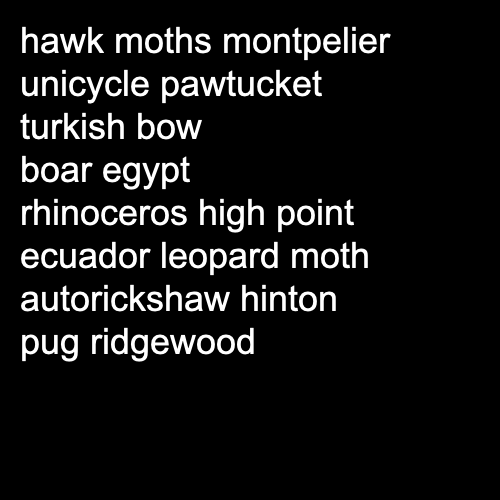 hawk moths montpelier
unicycle pawtucket
turkish bow
boar egypt
rhinoceros high point
ecuador leopard moth
autorickshaw hinton
pug ridgewood